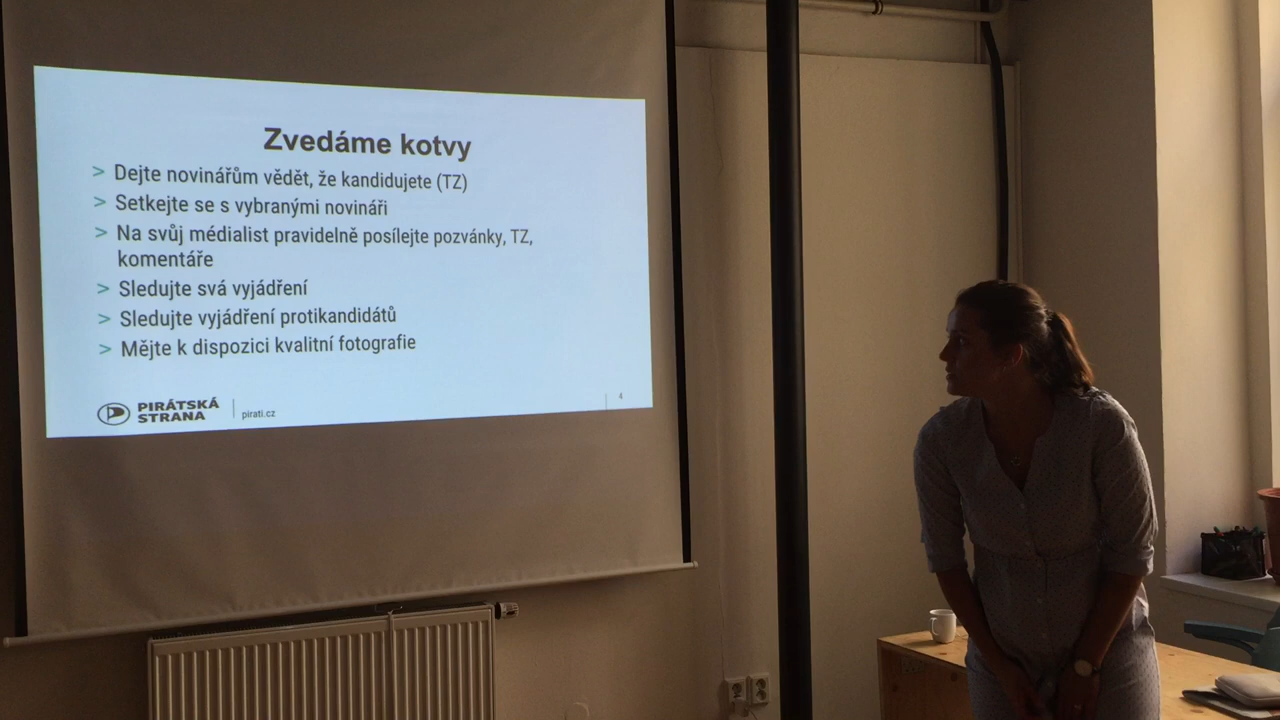 Zvedáme kotvy
> Dejte novinářům vědět, že kandidujete (TZ)
> Setkejte se s vybranými novináři
> Na svůj médialist pravidelně posílejte pozvánky, TZ,
komentáře
> Sledujte svá vyjádření
> Sledujte vyjádření protikandidátů
> Mějte k dispozici kvalitní fotografie
PIRÁTSKÁ
STRANA
pirati.cz
4